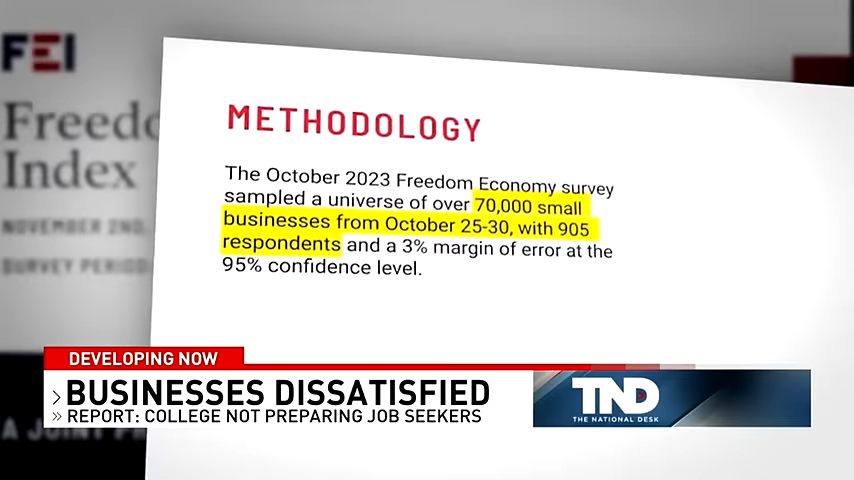 FEI
Freedo
Index
NOVEMBER 2ND,
SURVEY PERIOD:
METHODOLOGY
The October 2023 Freedom Economy survey
sampled a universe of over 70,000 small
businesses from October 25-30, with 905
respondents and a 3% margin of error at the
95% confidence level.
DEVELOPING NOW
> BUSINESSES DISSATISFIED
» REPORT: COLLEGE NOT PREPARING JOB SEEKERS
TND
THE NATIONAL DESK
A JOINT